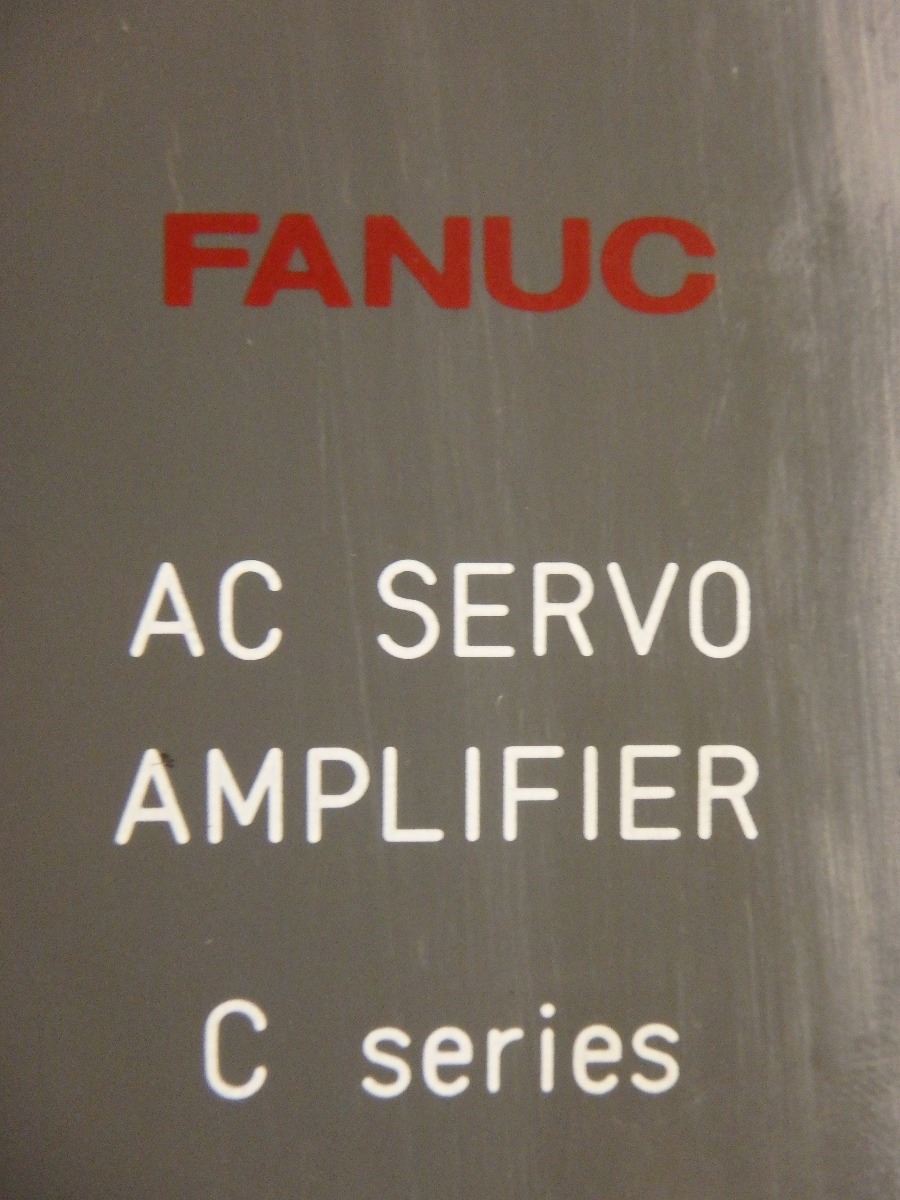 FANUC
AC SERVO
AMPLIFIER
C series